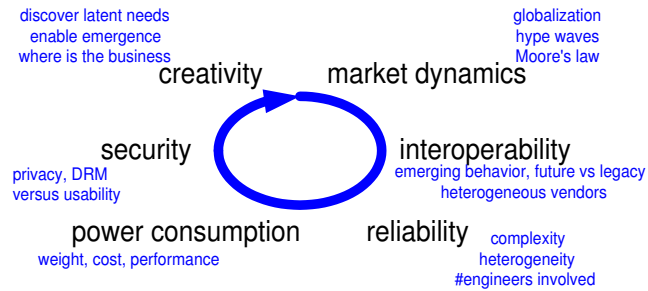 discover latent needs
enable emergence
where is the business
creativity
globalization
hype waves
Moore's law
market dynamics
security
privacy, DRM
versus usability
interoperability
emerging behavior, future vs legacy
heterogeneous vendors
power consumption
weight, cost, performance
reliability
complexity
heterogeneity
#engineers involved